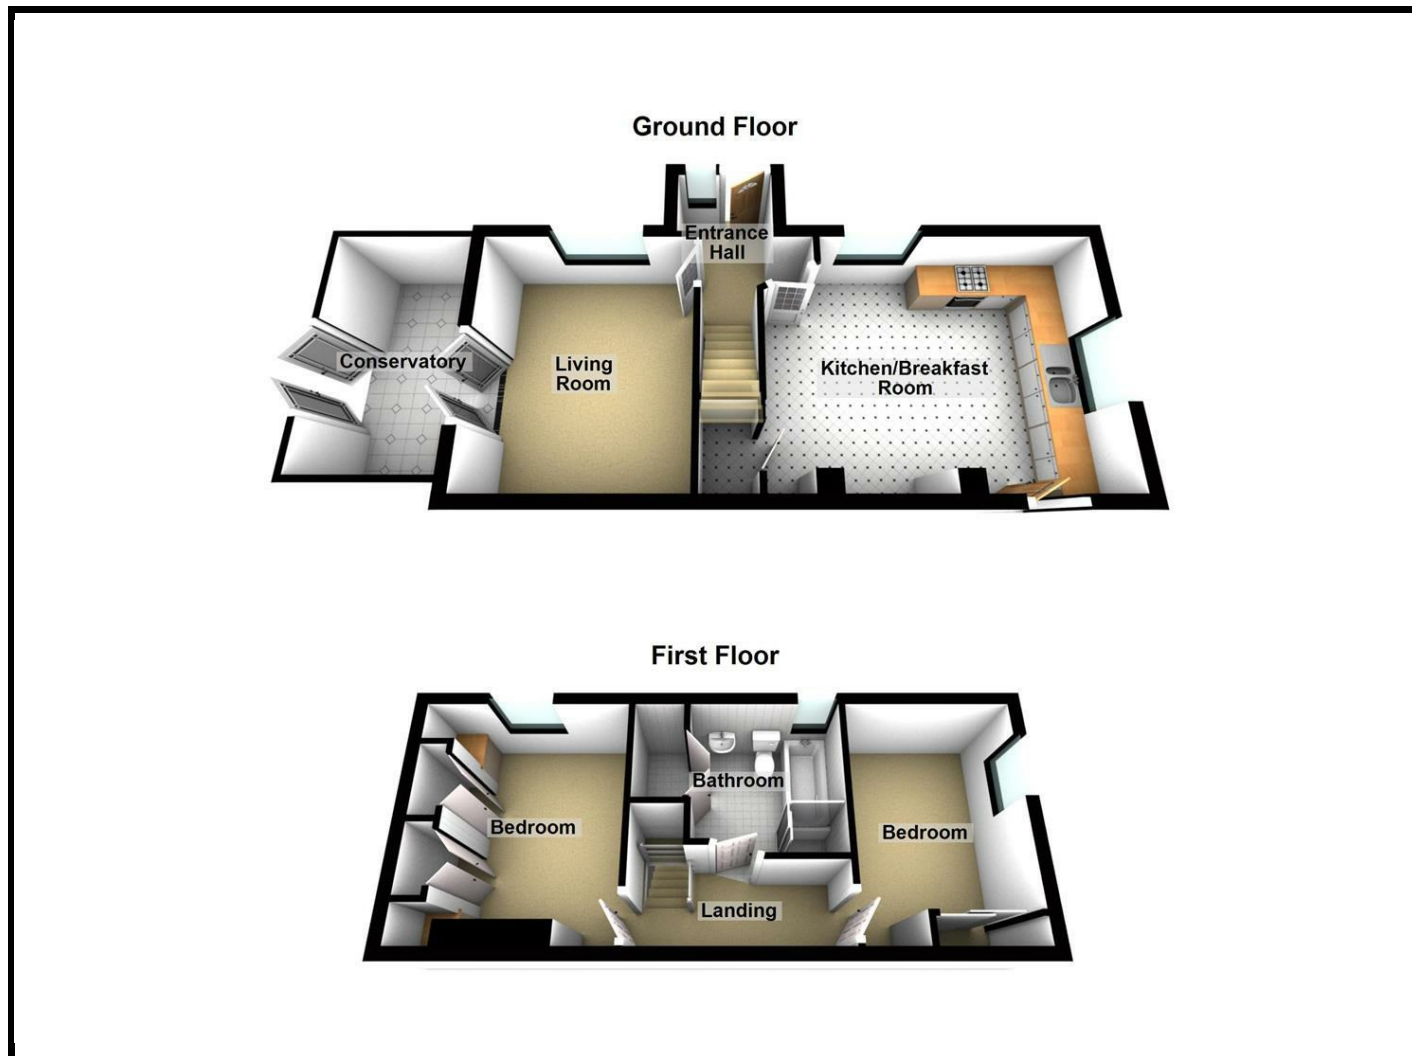 Ground Floor
Entrance
Hall
Conservatory
Living
Room
Kitchen/Breakfast
Room
First Floor
Bathroom
Bedroom
Bedroom
Landing